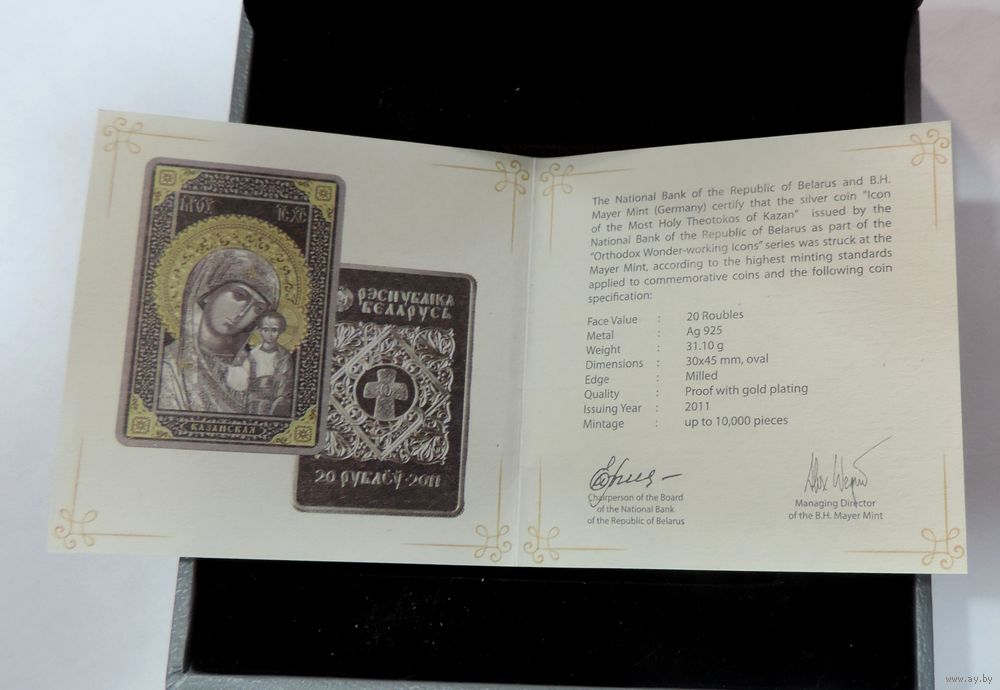 IС ХС
КАЗАНСКАЯ
РЭСПУБЛІКА
БЕЛАРУСЬ
20 РУБЛЁЎ·2011
The National Bank of the Republic of Belarus and B.H.
Mayer Mint (Germany) certify that the silver coin "Icon
of the Most Holy Theotokos of Kazan" issued by the
National Bank of the Republic of Belarus as part of the
"Orthodox Wonder-working Icons" series was struck at the
Mayer Mint, according to the highest minting standards
applied to commemorative coins and the following coin
specification:
Face Value : 20 Roubles
Metal : Ag 925
Weight : 31.10 g
Dimensions : 30x45 mm, oval
Edge : Milled
Quality : Proof with gold plating
Issuing Year : 2011
Mintage : up to 10,000 pieces
Chairperson of the Board
of the National Bank
of the Republic of Belarus
Managing Director
of the B.H. Mayer Mint
www.ay.by